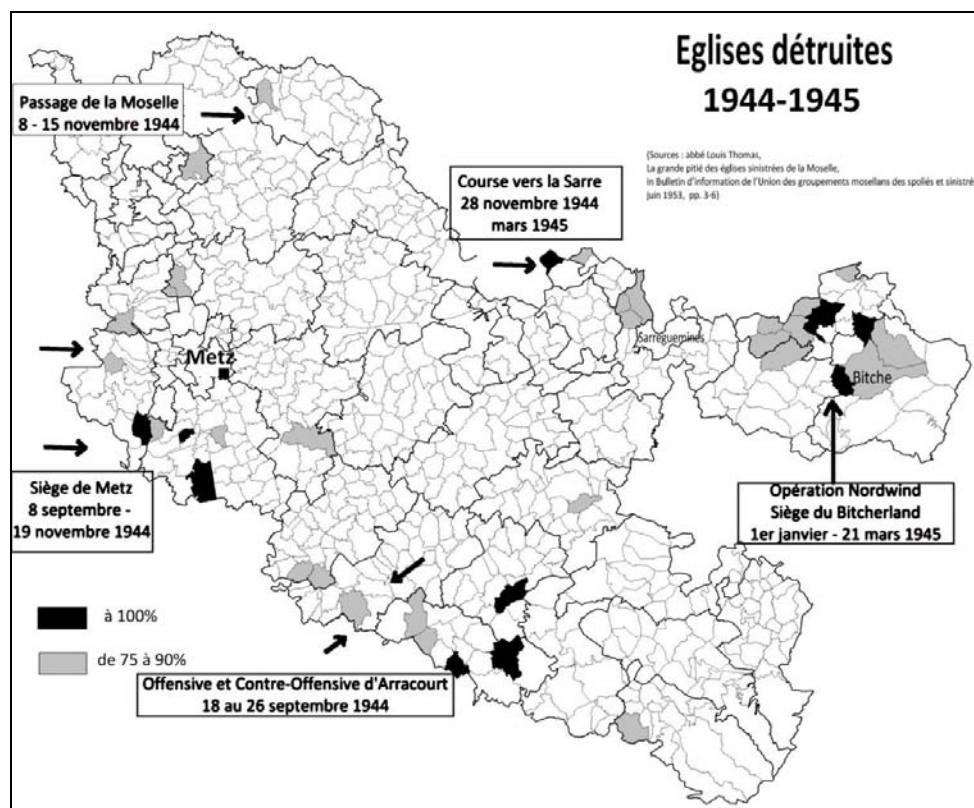 Eglises détruites
1944-1945
(Sources : abbé Louis Thomas,
La grande pitié des églises sinistrées de la Moselle,
in Bulletin d'information de l'Union des groupements mosellans des spoliés et sinistré
juin 1953, pp. 3-6)
Passage de la Moselle
8 - 15 novembre 1944
Course vers la Sarre
28 novembre 1944
mars 1945
Sarreguemines
Metz
Bitche
Siège de Metz
8 septembre -
19 novembre 1944
Opération Nordwind
Siège du Bitcherland
1er janvier - 21 mars 1945
à 100%
de 75 à 90%
Offensive et Contre-Offensive d'Arracourt
18 au 26 septembre 1944